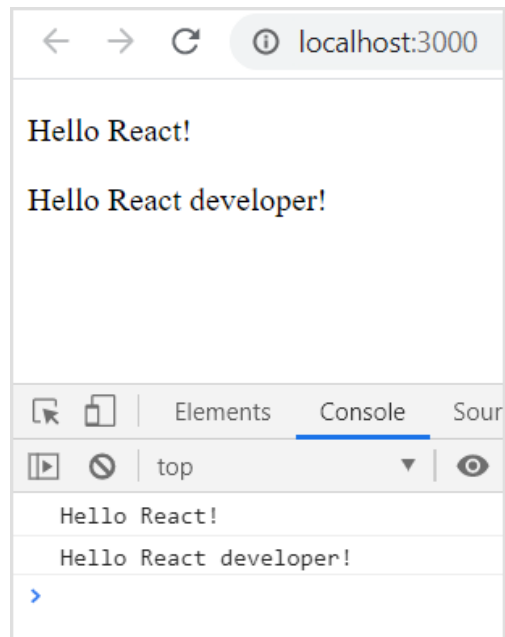 localhost:3000
Hello React!
Hello React developer!
Elements Console Sour
top
Hello React!
Hello React developer!